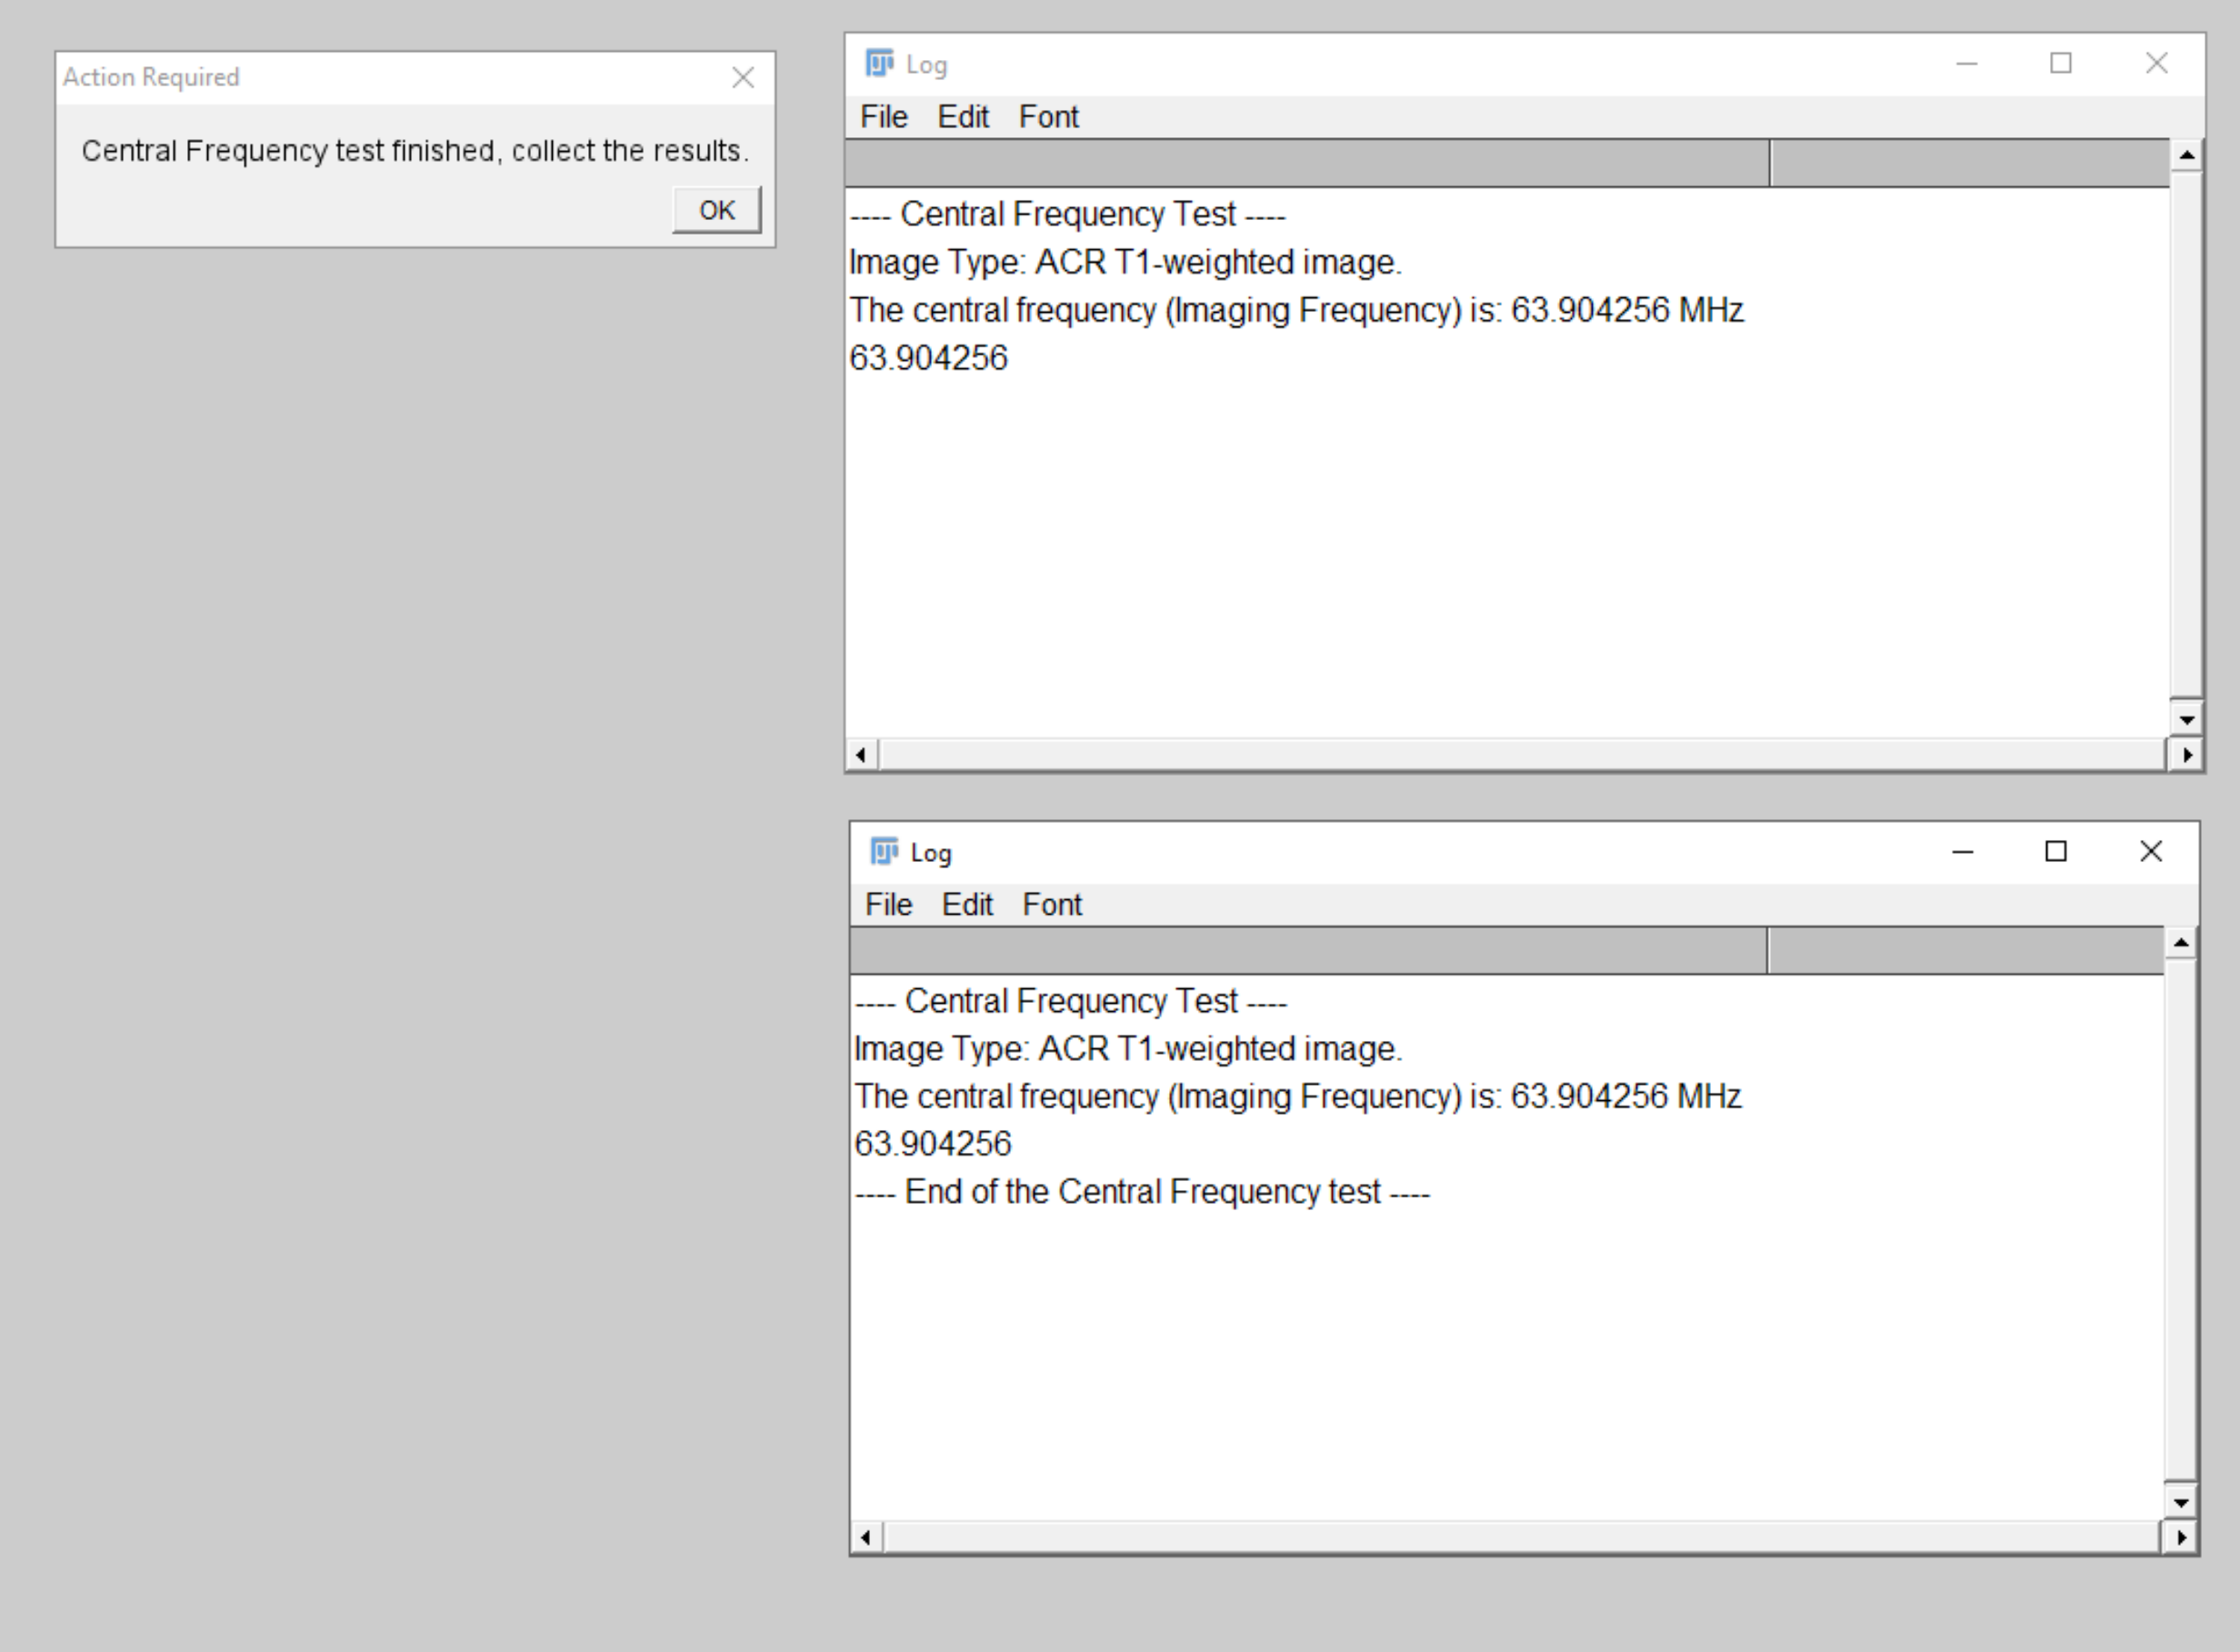 Action Required
Central Frequency test finished, collect the results.
OK
Log
File Edit Font
---- Central Frequency Test ----
Image Type: ACR T1-weighted image.
The central frequency (Imaging Frequency) is: 63.904256 MHz
63.904256
Log
File Edit Font
---- Central Frequency Test ----
Image Type: ACR T1-weighted image.
The central frequency (Imaging Frequency) is: 63.904256 MHz
63.904256
---- End of the Central Frequency test ----